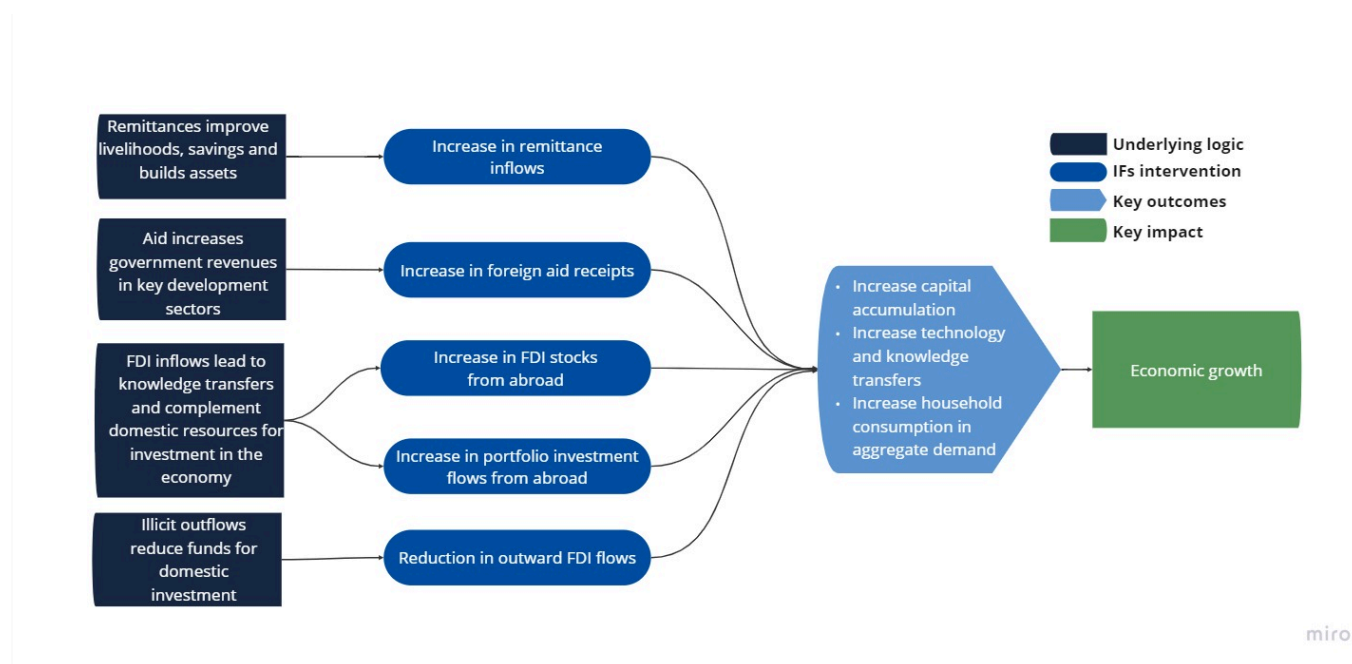 Remittances improve
livelihoods, savings and
builds assets
Increase in remittance
inflows
Aid increases
government revenues
in key development
sectors
Increase in foreign aid receipts
FDI inflows lead to
knowledge transfers
and complement
domestic resources for
investment in the
economy
Increase in FDI stocks
from abroad
Increase in portfolio investment
flows from abroad
Illicit outflows
reduce funds for
domestic
investment
Reduction in outward FDI flows
• Increase capital
accumulation
• Increase technology
and knowledge
transfers
• Increase household
consumption in
aggregate demand
Economic growth
Underlying logic
IFs intervention
Key outcomes
Key impact
miro